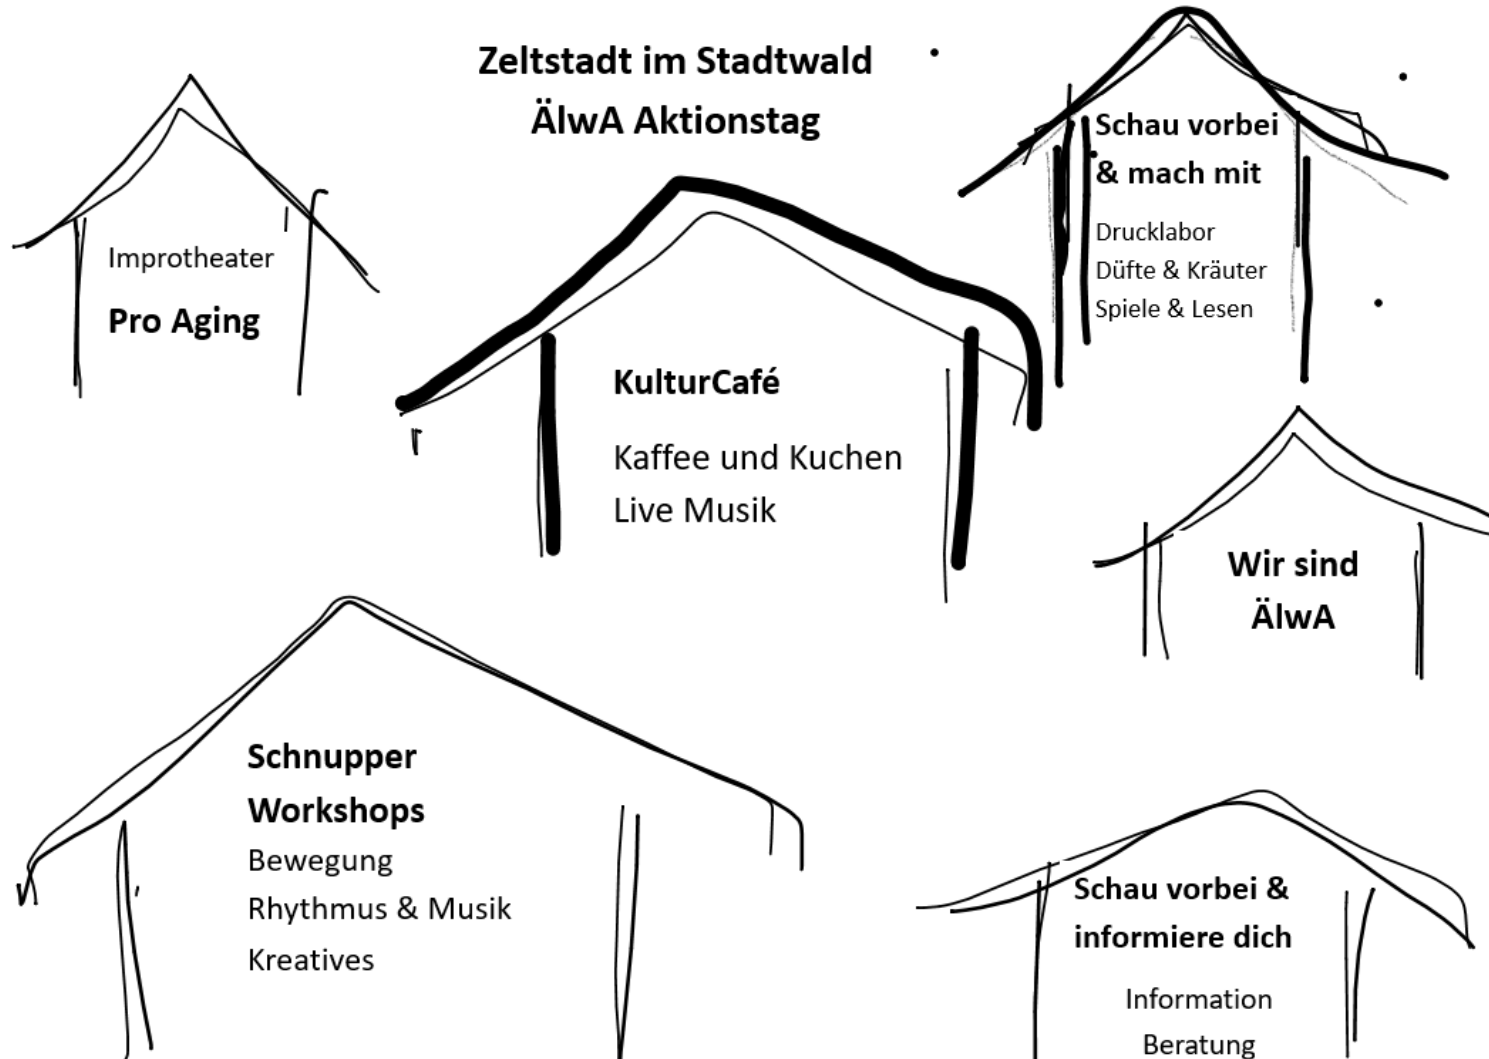 Zeltstadt im Stadtwald
ÄlwA Aktionstag
Improtheater
Pro Aging
Schau vorbei
& mach mit
Drucklabor
Düfte & Kräuter
Spiele & Lesen
KulturCafé
Kaffee und Kuchen
Live Musik
Wir sind
ÄlwA
Schnupper
Workshops
Bewegung
Rhythmus & Musik
Kreatives
Schau vorbei &
informiere dich
Information
Beratung